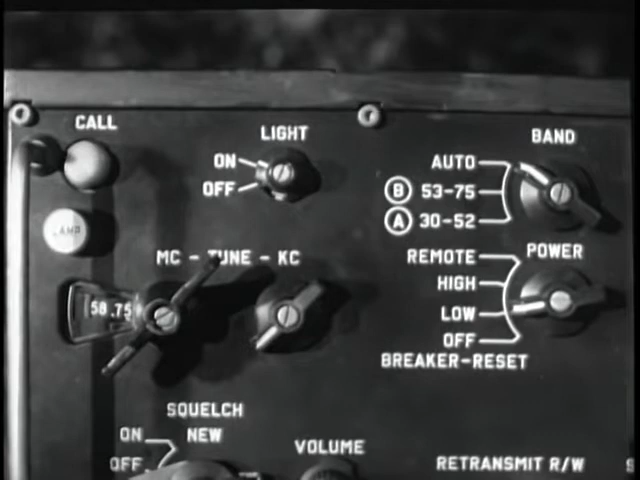 CALL
LIGHT
ON
OFF
BAND
AUTO
B 53-75
A 30-52
LAMP
MC - TUNE - KC
58.75
POWER
REMOTE
HIGH
LOW
OFF
BREAKER-RESET
SQUELCH
ON NEW
OFF
VOLUME
RETRANSMIT R/W